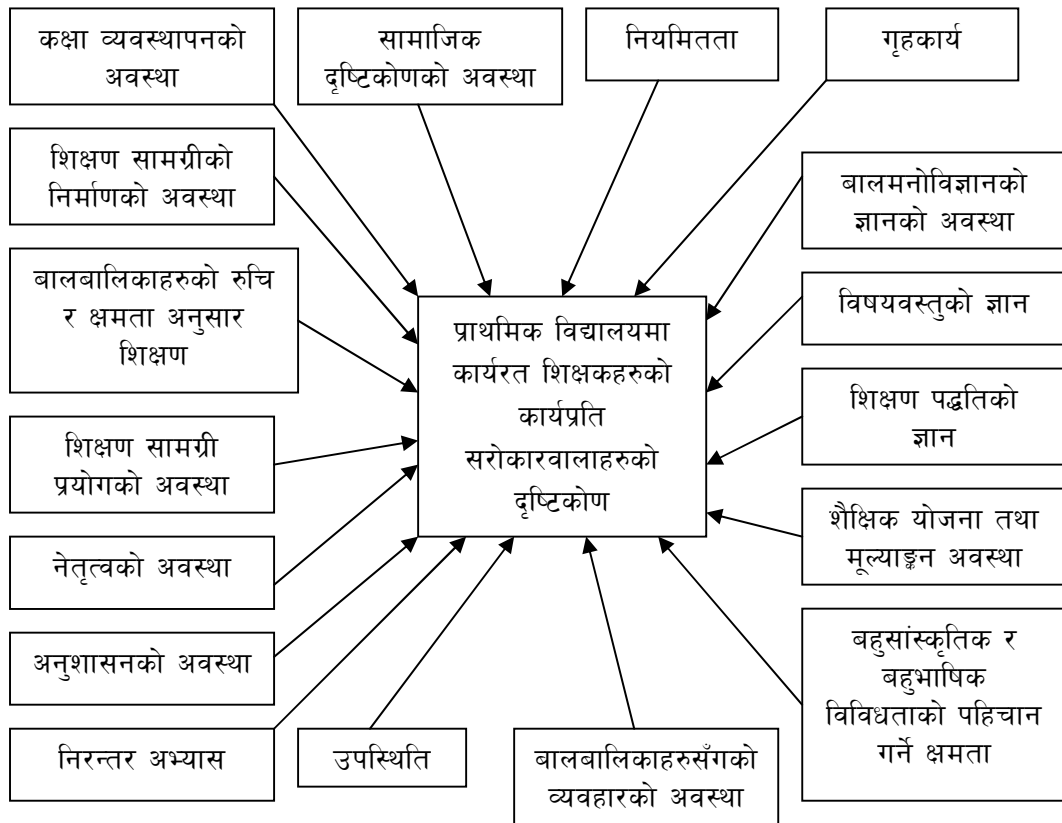 कक्षा व्यवस्थापनको
अवस्था
सामाजिक
दृष्टिकोणको अवस्था
नियमितता
गृहकार्य
शिक्षण सामग्रीको
निर्माणको अवस्था
बालमनोविज्ञानको
ज्ञानको अवस्था
बालबालिकाहरुको रुचि
र क्षमता अनुसार
शिक्षण
विषयवस्तुको ज्ञान
प्राथमिक विद्यालयमा
कार्यरत शिक्षकहरुको
कार्यप्रति
सरोकारवालाहरुको
दृष्टिकोण
शिक्षण पद्धतिको
ज्ञान
शिक्षण सामग्री
प्रयोगको अवस्था
शैक्षिक योजना तथा
मूल्याङ्कन अवस्था
नेतृत्वको अवस्था
अनुशासनको अवस्था
बहुसांस्कृतिक र
बहुभाषिक
विविधताको पहिचान
गर्ने क्षमता
निरन्तर अभ्यास
उपस्थिति
बालबालिकाहरुसँगको
व्यवहारको अवस्था